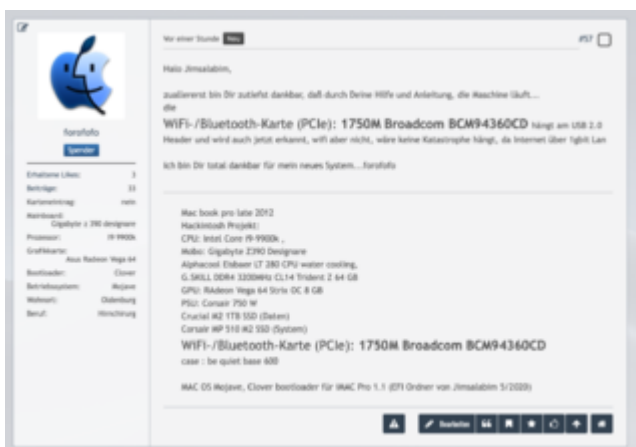 Vor einer Stunde Neu
#57
Halo Jimsalabim,
zuallererst bin Dir zutiefst dankbar, daß durch Deine Hilfe und Anleitung, die Maschine läuft...
die
WiFi-/Bluetooth-Karte (PCIe): 1750M Broadcom BCM94360CD hängt am USB 2.0
Header und wird auch jetzt erkannt, wifi aber nicht, wäre keine Katastrophe hängt, da Internet über 1gbit Lan
Ich bin Dir total dankbar für mein neues System...forofofo
forofofo
Spender
Erhaltene Likes: 3
Beiträge: 33
Karteneintrag: nein
Mainboard:
Gigabyte z 390 designare
Prozessor: i9 9900k
Grafikkarte:
Asus Radeon Vega 64
Bootloader: Clover
Betriebssystem: Mojave
Wohnort: Oldenburg
Beruf: Hirnchirurg
Mac book pro late 2012
Hackintosh Projekt:
CPU: Intel Core i9-9900k ,
Mobo: Gigabyte Z390 Designare
Alphacool Eisbaer LT 280 CPU water cooling,
G.SKILL DDR4 3200MHz CL14 Trident Z 64 GB
GPU: RAdeon Vega 64 Strix OC 8 GB
PSU: Corsair 750 W
Crucial M2 1TB SSD (Daten)
Corsair MP 510 M2 SSD (System)
WiFi-/Bluetooth-Karte (PCIe): 1750M Broadcom BCM94360CD
case : be quiet base 600
MAC OS Mojave, Clover bootloader für iMAC Pro 1.1 (EFI Ordner von Jimsalabim 5/2020)
Bearbeiten